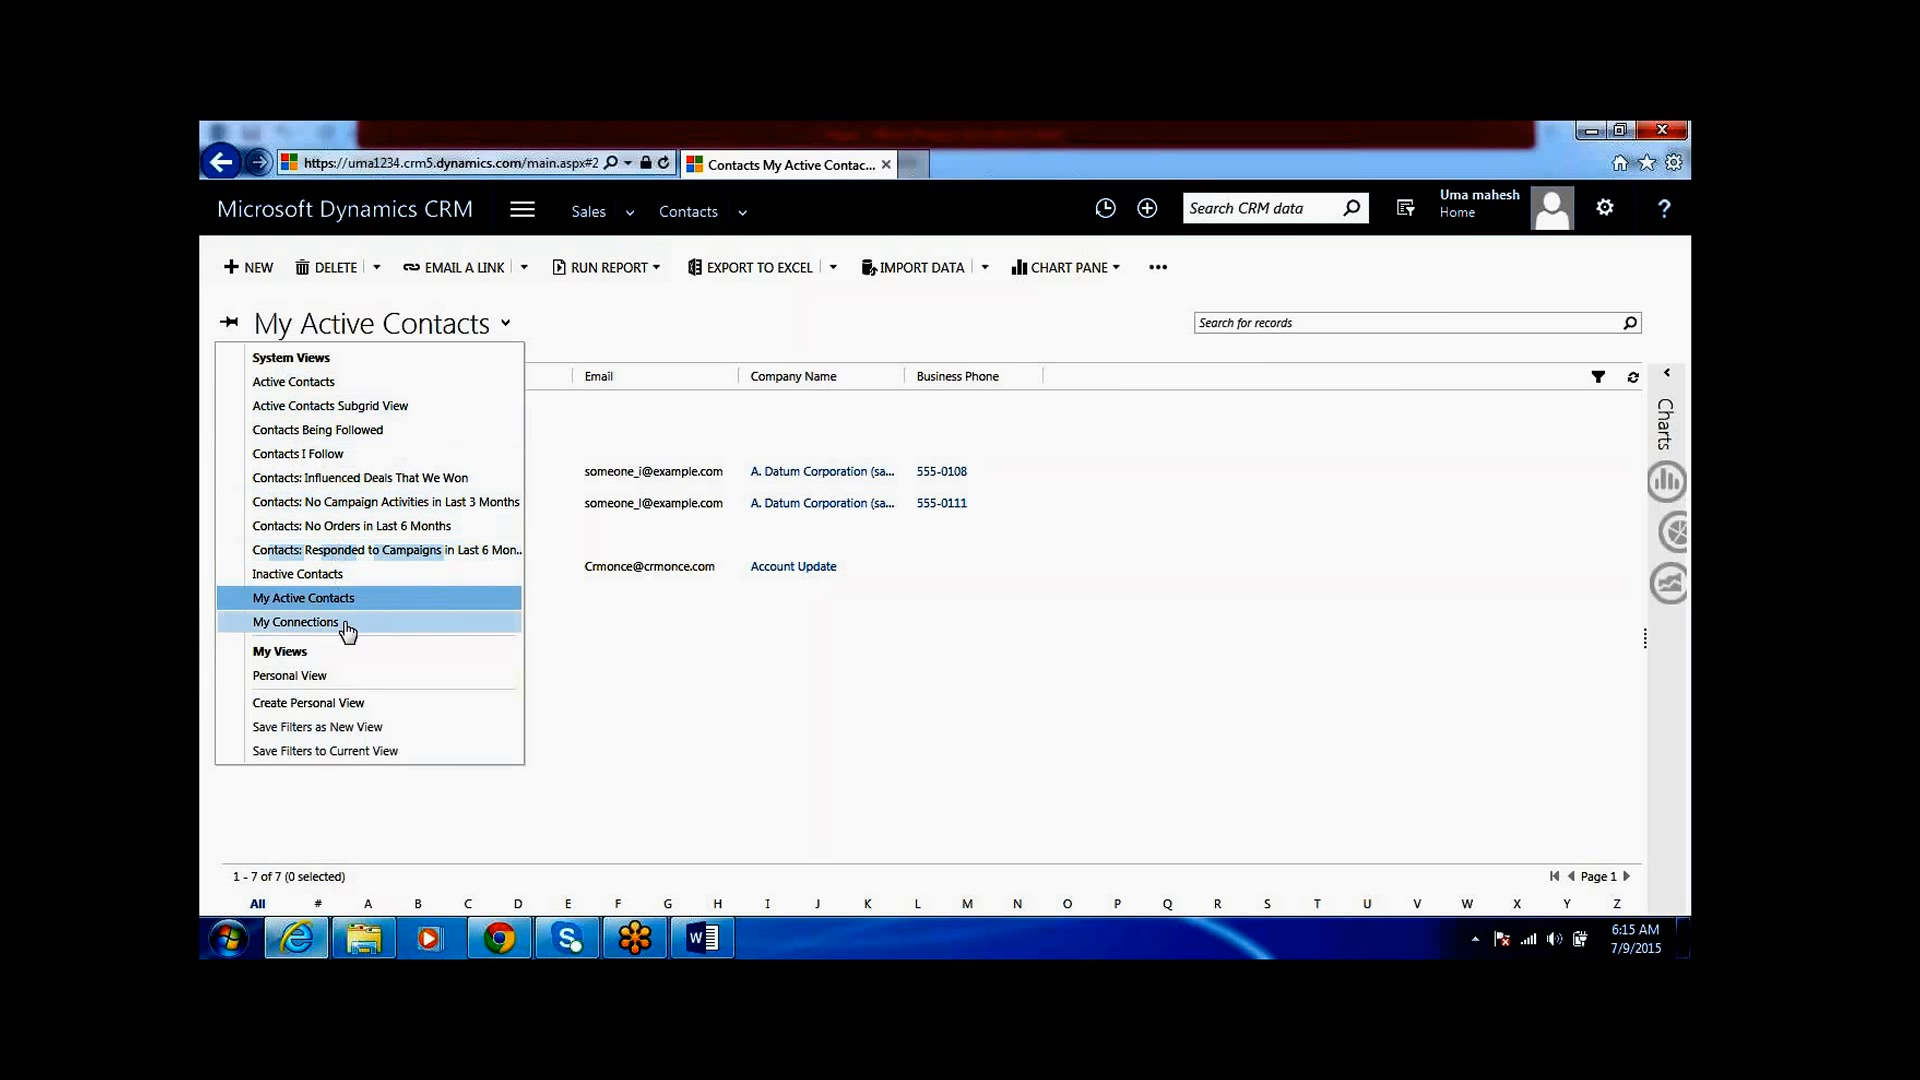 https://uma1234.crm5.dynamics.com/main.aspx#2
Contacts My Active Contac...
Microsoft Dynamics CRM
Sales
Contacts
Search CRM data
Uma mahesh
Home
?
NEW
DELETE
EMAIL A LINK
RUN REPORT
EXPORT TO EXCEL
IMPORT DATA
CHART PANE
My Active Contacts
Search for records
System Views
Active Contacts
Active Contacts Subgrid View
Contacts Being Followed
Contacts I Follow
Contacts: Influenced Deals That We Won
Contacts: No Campaign Activities in Last 3 Months
Contacts: No Orders in Last 6 Months
Contacts: Responded to Campaigns in Last 6 Mon..
Inactive Contacts
My Active Contacts
My Connections
My Views
Personal View
Create Personal View
Save Filters as New View
Save Filters to Current View
Email Company Name Business Phone
someone_i@example.com A. Datum Corporation (sa... 555-0108
someone_l@example.com A. Datum Corporation (sa... 555-0111
Crmonce@crmonce.com Account Update
Charts
1 - 7 of 7 (0 selected)
Page 1
All # A B C D E F G H I J K L M N O P Q R S T U V W X Y Z
6:15 AM
7/9/2015